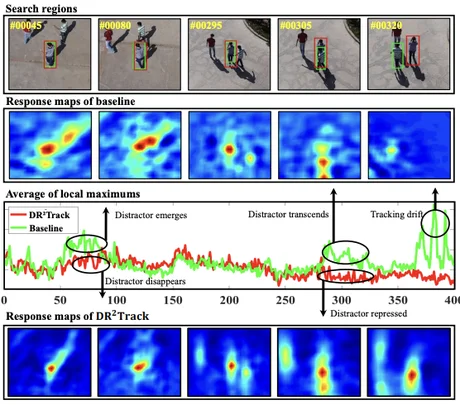 Search regions
#00045 #00080 #00295 #00305 #00320
Response maps of baseline
Average of local maximums
DR²Track
Baseline
Distractor emerges
Distractor transcends
Tracking drift
Distractor disappears
Distractor repressed
0 50 100 150 200 250 300 350 400
Response maps of DR²Track